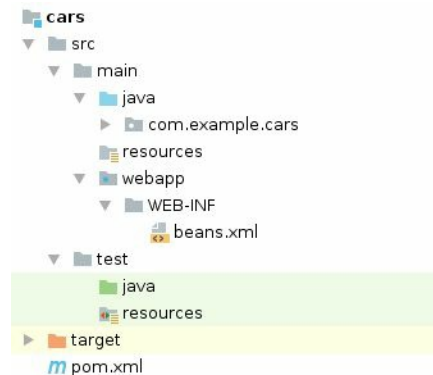 cars
src
main
java
com.example.cars
resources
webapp
WEB-INF
beans.xml
test
java
resources
target
m pom.xml